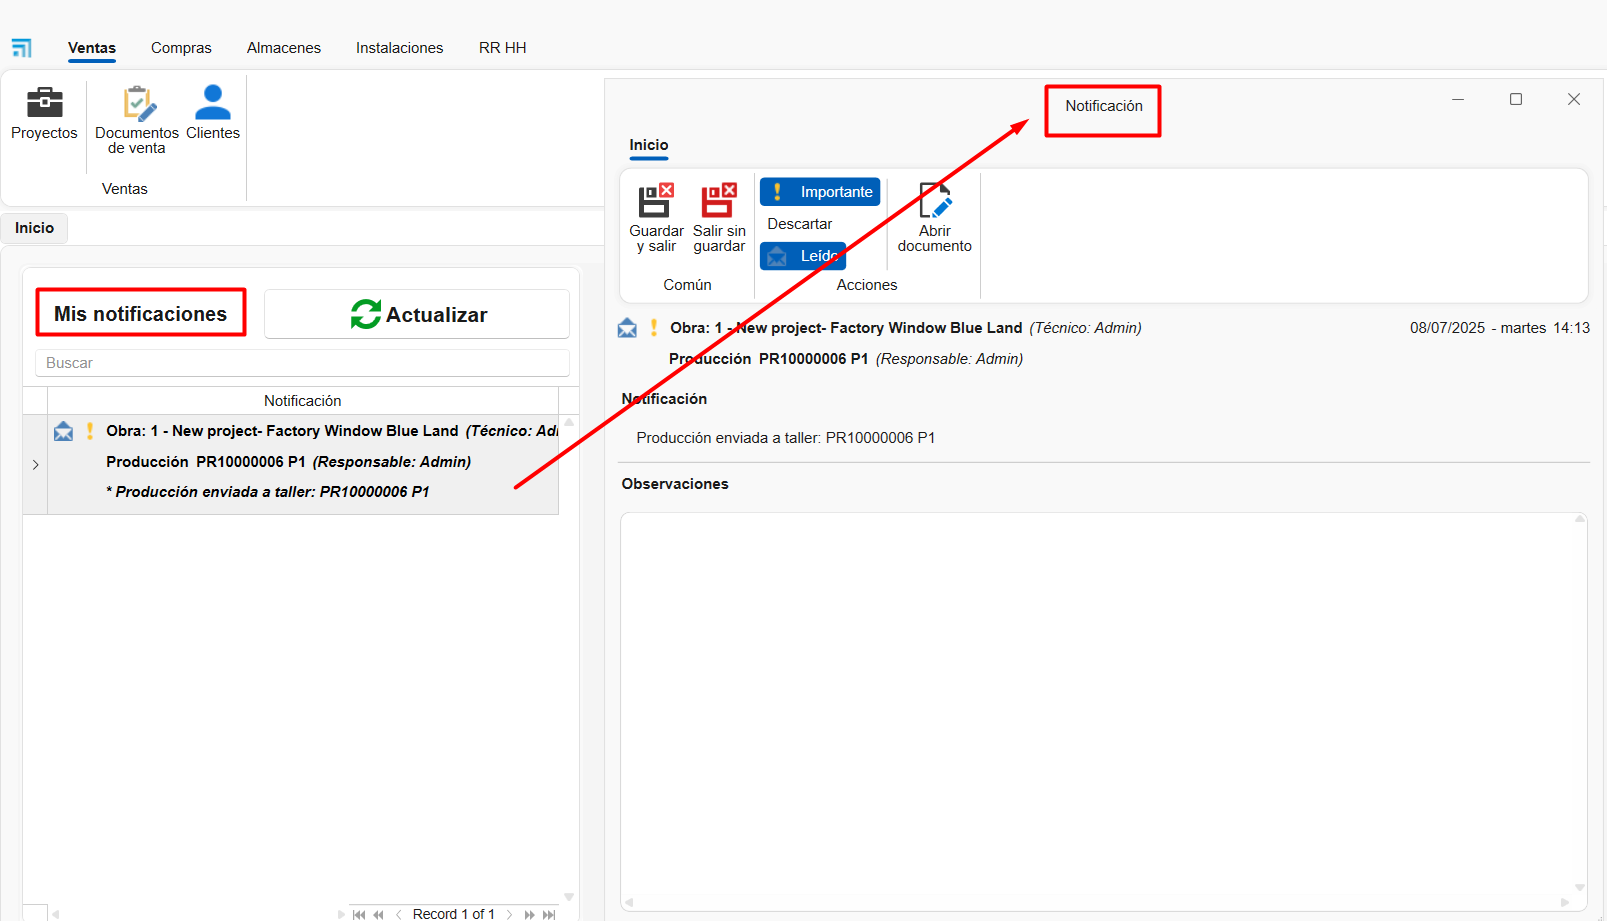 Ventas Compras Almacenes Instalaciones RR HH
Proyectos
Documentos de venta
Clientes
Ventas
Inicio
Mis notificaciones
Actualizar
Buscar
Notificación
Obra: 1 - New project- Factory Window Blue Land (Técnico: Ad
Producción PR10000006 P1 (Responsable: Admin)
* Producción enviada a taller: PR10000006 P1
Record 1 of 1
Notificación
Inicio
Guardar y salir
Salir sin guardar
Común
Importante
Descartar
Leído
Abrir documento
Acciones
Obra: 1 - New project- Factory Window Blue Land (Técnico: Admin) 08/07/2025 - martes 14:13
Producción PR10000006 P1 (Responsable: Admin)
Notificación
Producción enviada a taller: PR10000006 P1
Observaciones